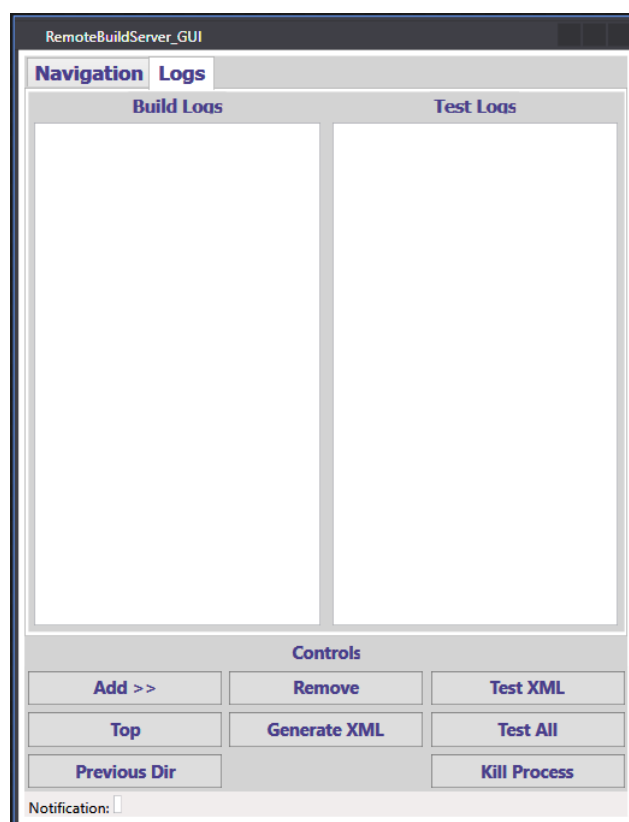 RemoteBuildServer_GUI
Navigation Logs
Build Logs Test Logs
Controls
Add >> Remove Test XML
Top Generate XML Test All
Previous Dir Kill Process
Notification: